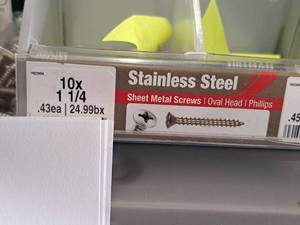 10x
1 1/4
.43ea | 24.99bx
Stainless Steel
Sheet Metal Screws | Oval Head | Phillips
.45